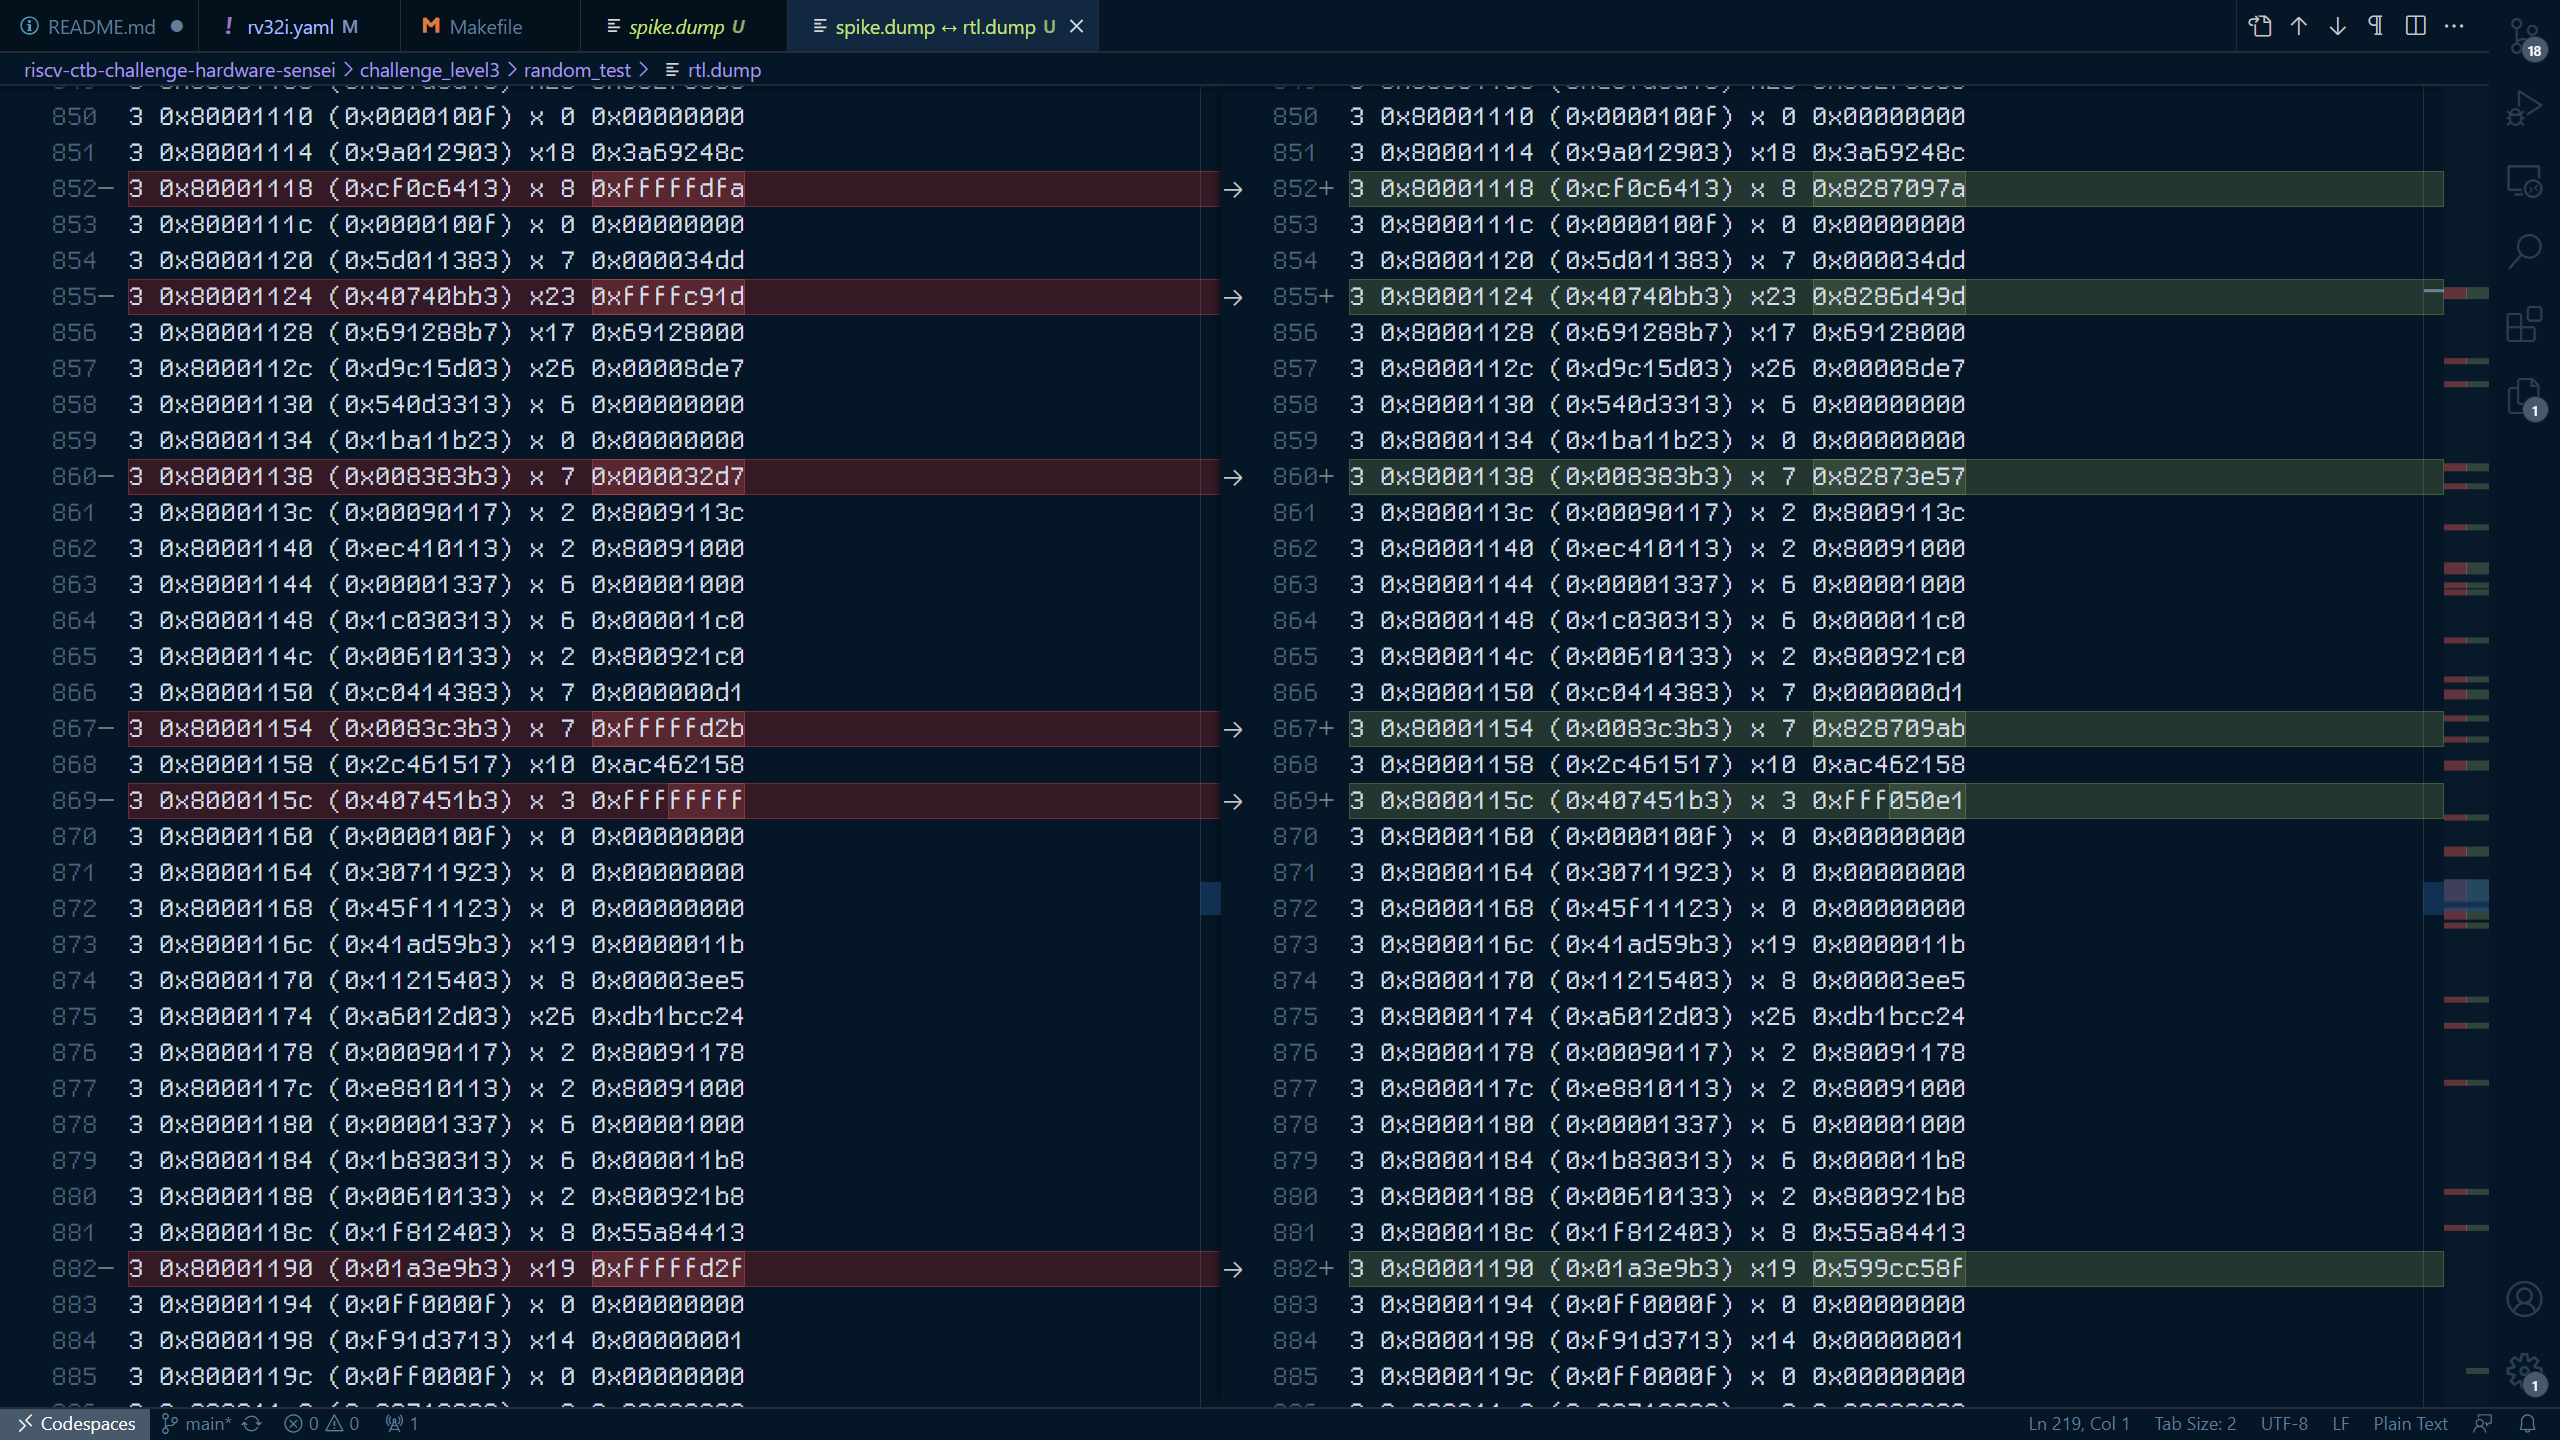 README.md
rv32i.yaml M
Makefile
spike.dump U
spike.dump ↔ rtl.dump U
riscv-ctb-challenge-hardware-sensei > challenge_level3 > random_test > rtl.dump
850 3 0x80001110 (0x0000100f) x 0 0x00000000
851 3 0x80001114 (0x9a012903) x18 0x3a69248c
852− 3 0x80001118 (0xcf0c6413) x 8 0xfffffdfa
853 3 0x8000111c (0x0000100f) x 0 0x00000000
854 3 0x80001120 (0x5d011383) x 7 0x000034dd
855− 3 0x80001124 (0x40740bb3) x23 0xffffc91d
856 3 0x80001128 (0x691288b7) x17 0x69128000
857 3 0x8000112c (0xd9c15d03) x26 0x00008de7
858 3 0x80001130 (0x540d3313) x 6 0x00000000
859 3 0x80001134 (0x1ba11b23) x 0 0x00000000
860− 3 0x80001138 (0x008383b3) x 7 0x000032d7
861 3 0x8000113c (0x00090117) x 2 0x8009113c
862 3 0x80001140 (0xec410113) x 2 0x80091000
863 3 0x80001144 (0x00001337) x 6 0x00001000
864 3 0x80001148 (0x1c030313) x 6 0x000011c0
865 3 0x8000114c (0x00610133) x 2 0x800921c0
866 3 0x80001150 (0xc0414383) x 7 0x000000d1
867− 3 0x80001154 (0x0083c3b3) x 7 0xfffffd2b
868 3 0x80001158 (0x2c461517) x10 0xac462158
869− 3 0x8000115c (0x407451b3) x 3 0xffffffff
870 3 0x80001160 (0x0000100f) x 0 0x00000000
871 3 0x80001164 (0x30711923) x 0 0x00000000
872 3 0x80001168 (0x45f11123) x 0 0x00000000
873 3 0x8000116c (0x41ad59b3) x19 0x0000011b
874 3 0x80001170 (0x11215403) x 8 0x00003ee5
875 3 0x80001174 (0xa6012d03) x26 0xdb1bcc24
876 3 0x80001178 (0x00090117) x 2 0x80091178
877 3 0x8000117c (0xe8810113) x 2 0x80091000
878 3 0x80001180 (0x00001337) x 6 0x00001000
879 3 0x80001184 (0x1b830313) x 6 0x000011b8
880 3 0x80001188 (0x00610133) x 2 0x800921b8
881 3 0x8000118c (0x1f812403) x 8 0x55a84413
882− 3 0x80001190 (0x01a3e9b3) x19 0xfffffd2f
883 3 0x80001194 (0x0ff0000f) x 0 0x00000000
884 3 0x80001198 (0xf91d3713) x14 0x00000001
885 3 0x8000119c (0x0ff0000f) x 0 0x00000000
850 3 0x80001110 (0x0000100f) x 0 0x00000000
851 3 0x80001114 (0x9a012903) x18 0x3a69248c
→ 852+ 3 0x80001118 (0xcf0c6413) x 8 0x8287097a
853 3 0x8000111c (0x0000100f) x 0 0x00000000
854 3 0x80001120 (0x5d011383) x 7 0x000034dd
→ 855+ 3 0x80001124 (0x40740bb3) x23 0x8286d49d
856 3 0x80001128 (0x691288b7) x17 0x69128000
857 3 0x8000112c (0xd9c15d03) x26 0x00008de7
858 3 0x80001130 (0x540d3313) x 6 0x00000000
859 3 0x80001134 (0x1ba11b23) x 0 0x00000000
→ 860+ 3 0x80001138 (0x008383b3) x 7 0x82873e57
861 3 0x8000113c (0x00090117) x 2 0x8009113c
862 3 0x80001140 (0xec410113) x 2 0x80091000
863 3 0x80001144 (0x00001337) x 6 0x00001000
864 3 0x80001148 (0x1c030313) x 6 0x000011c0
865 3 0x8000114c (0x00610133) x 2 0x800921c0
866 3 0x80001150 (0xc0414383) x 7 0x000000d1
→ 867+ 3 0x80001154 (0x0083c3b3) x 7 0x828709ab
868 3 0x80001158 (0x2c461517) x10 0xac462158
→ 869+ 3 0x8000115c (0x407451b3) x 3 0xfff050e1
870 3 0x80001160 (0x0000100f) x 0 0x00000000
871 3 0x80001164 (0x30711923) x 0 0x00000000
872 3 0x80001168 (0x45f11123) x 0 0x00000000
873 3 0x8000116c (0x41ad59b3) x19 0x0000011b
874 3 0x80001170 (0x11215403) x 8 0x00003ee5
875 3 0x80001174 (0xa6012d03) x26 0xdb1bcc24
876 3 0x80001178 (0x00090117) x 2 0x80091178
877 3 0x8000117c (0xe8810113) x 2 0x80091000
878 3 0x80001180 (0x00001337) x 6 0x00001000
879 3 0x80001184 (0x1b830313) x 6 0x000011b8
880 3 0x80001188 (0x00610133) x 2 0x800921b8
881 3 0x8000118c (0x1f812403) x 8 0x55a84413
→ 882+ 3 0x80001190 (0x01a3e9b3) x19 0x599cc58f
883 3 0x80001194 (0x0ff0000f) x 0 0x00000000
884 3 0x80001198 (0xf91d3713) x14 0x00000001
885 3 0x8000119c (0x0ff0000f) x 0 0x00000000
18
1
1
Codespaces main* 0 0 1 Ln 219, Col 1 Tab Size: 2 UTF-8 LF Plain Text